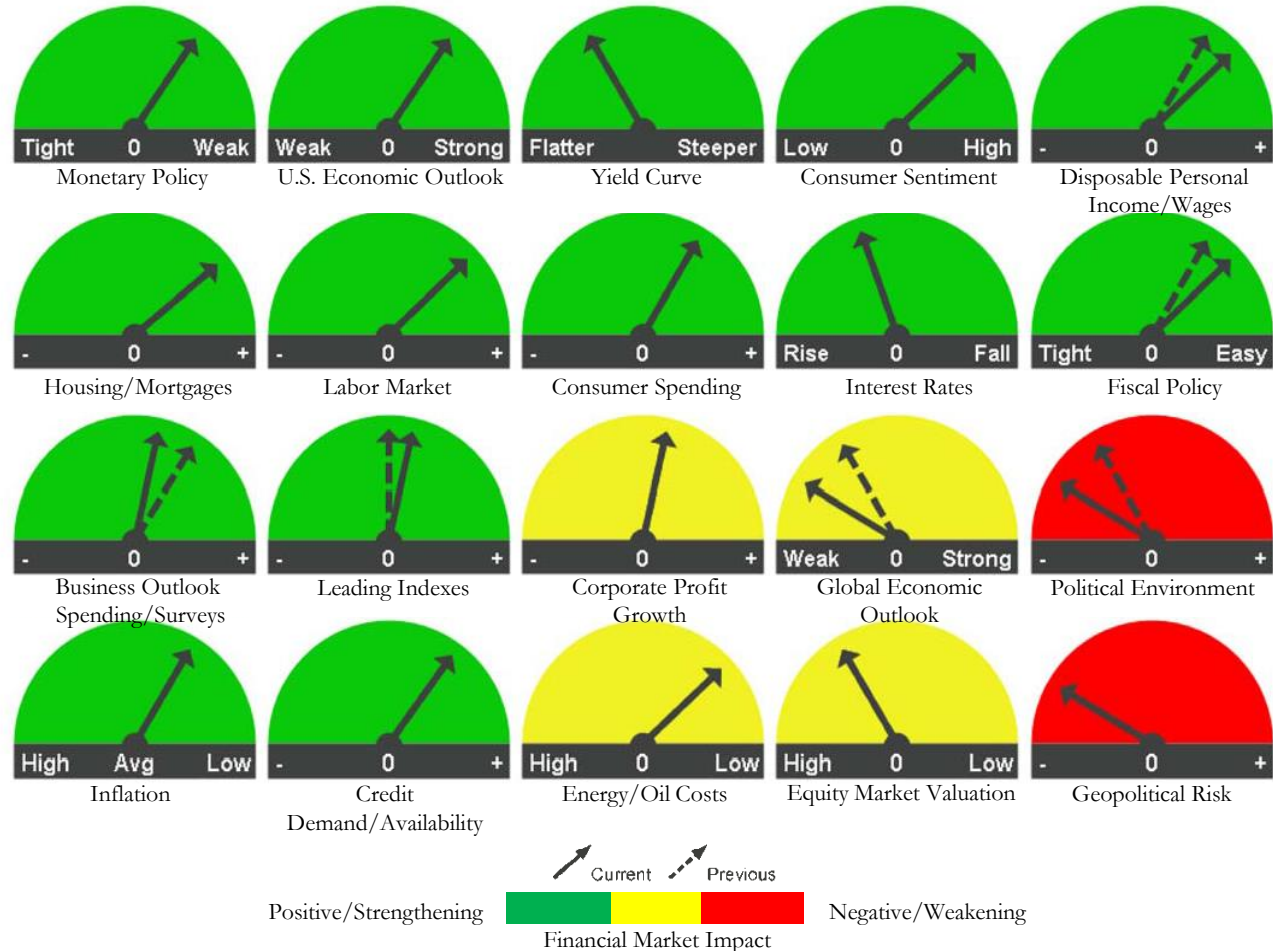 Tight 0 Weak Weak 0 Strong Flatter Steeper Low 0 High - 0 +
Monetary Policy U.S. Economic Outlook Yield Curve Consumer Sentiment Disposable Personal
Income/Wages
- 0 + - 0 + - 0 + Rise 0 Fall Tight 0 Easy
Housing/Mortgages Labor Market Consumer Spending Interest Rates Fiscal Policy
- 0 + - 0 + - 0 + Weak 0 Strong - 0 +
Business Outlook Leading Indexes Corporate Profit Global Economic Political Environment
Spending/Surveys Growth Outlook
High Avg Low - 0 + High 0 Low High 0 Low - 0 +
Inflation Credit Energy/Oil Costs Equity Market Valuation Geopolitical Risk
Demand/Availability
Current Previous
Positive/Strengthening Negative/Weakening
Financial Market Impact